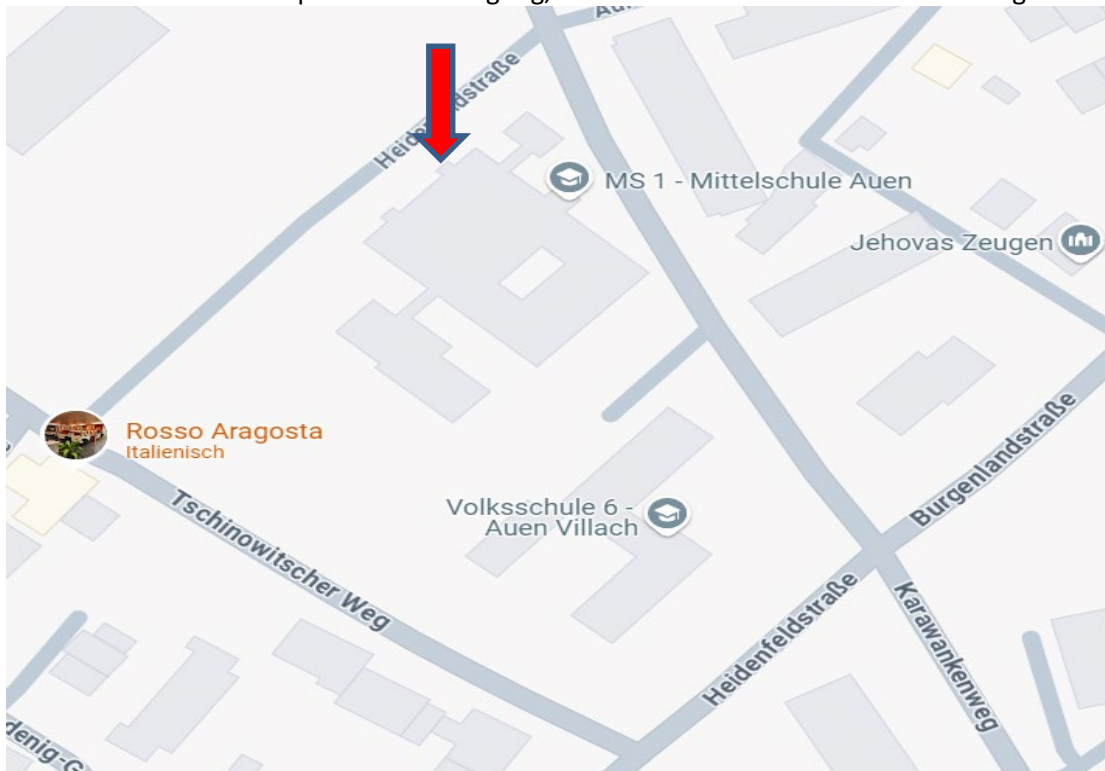 Heidenfeldstraße
MS 1 - Mittelschule Auen
Jehovas Zeugen
Rosso Aragosta
Italienisch
Burgenlandstraße
Volksschule 6 -
Auen Villach
Tschinowitscher Weg
Heidenfeldstraße
Karawankenweg